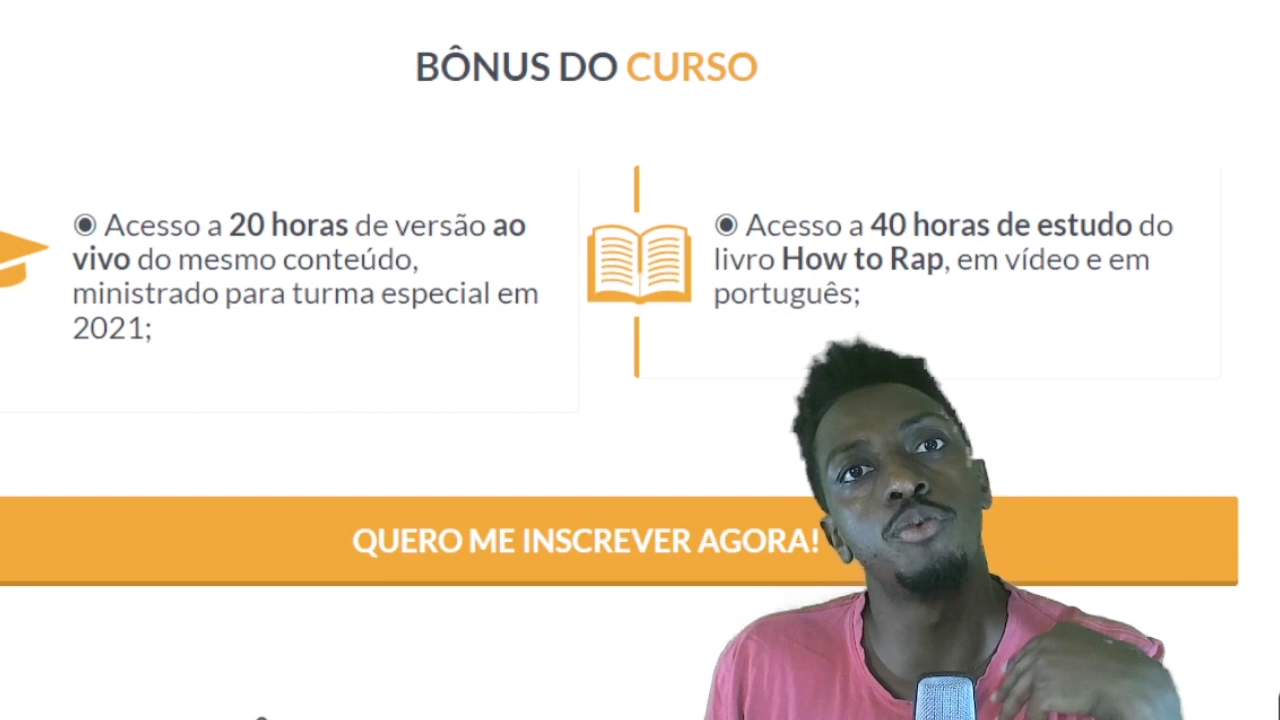 BÔNUS DO CURSO
◉ Acesso a 20 horas de versão ao
vivo do mesmo conteúdo,
ministrado para turma especial em
2021;
◉ Acesso a 40 horas de estudo do
livro How to Rap, em vídeo e em
português;
QUERO ME INSCREVER AGORA!